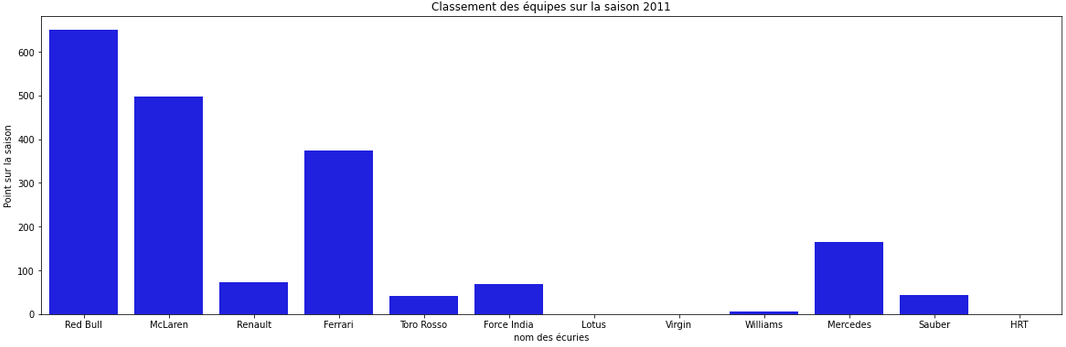 Classement des équipes sur la saison 2011
Point sur la saison
600
500
400
300
200
100
0
Red Bull McLaren Renault Ferrari Toro Rosso Force India Lotus Virgin Williams Mercedes Sauber HRT
nom des écuries